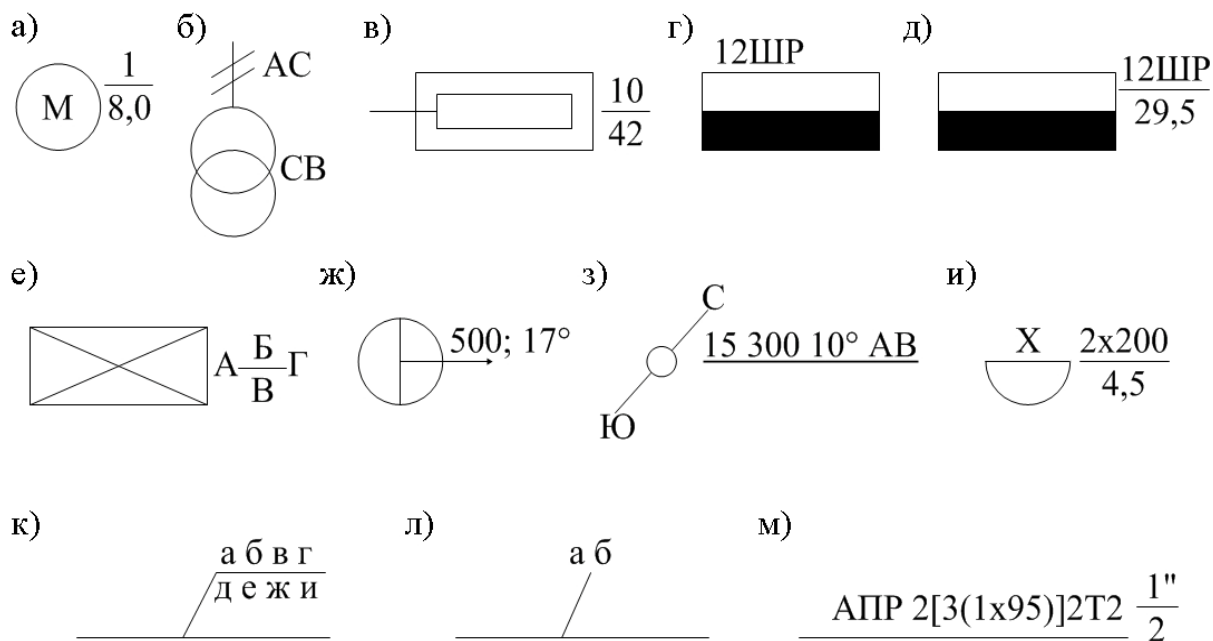 а)
М
1
8,0
б)
АС
СВ
в)
10
42
г)
12ШР
д)
12ШР
29,5
е)
А Б Г
В
ж)
500; 17°
з)
С
15 300 10° АВ
Ю
и)
Х
2х200
4,5
к)
а б в г
д е ж и
л)
а б
м)
АПР 2[3(1х95)]2Т2 1"
2